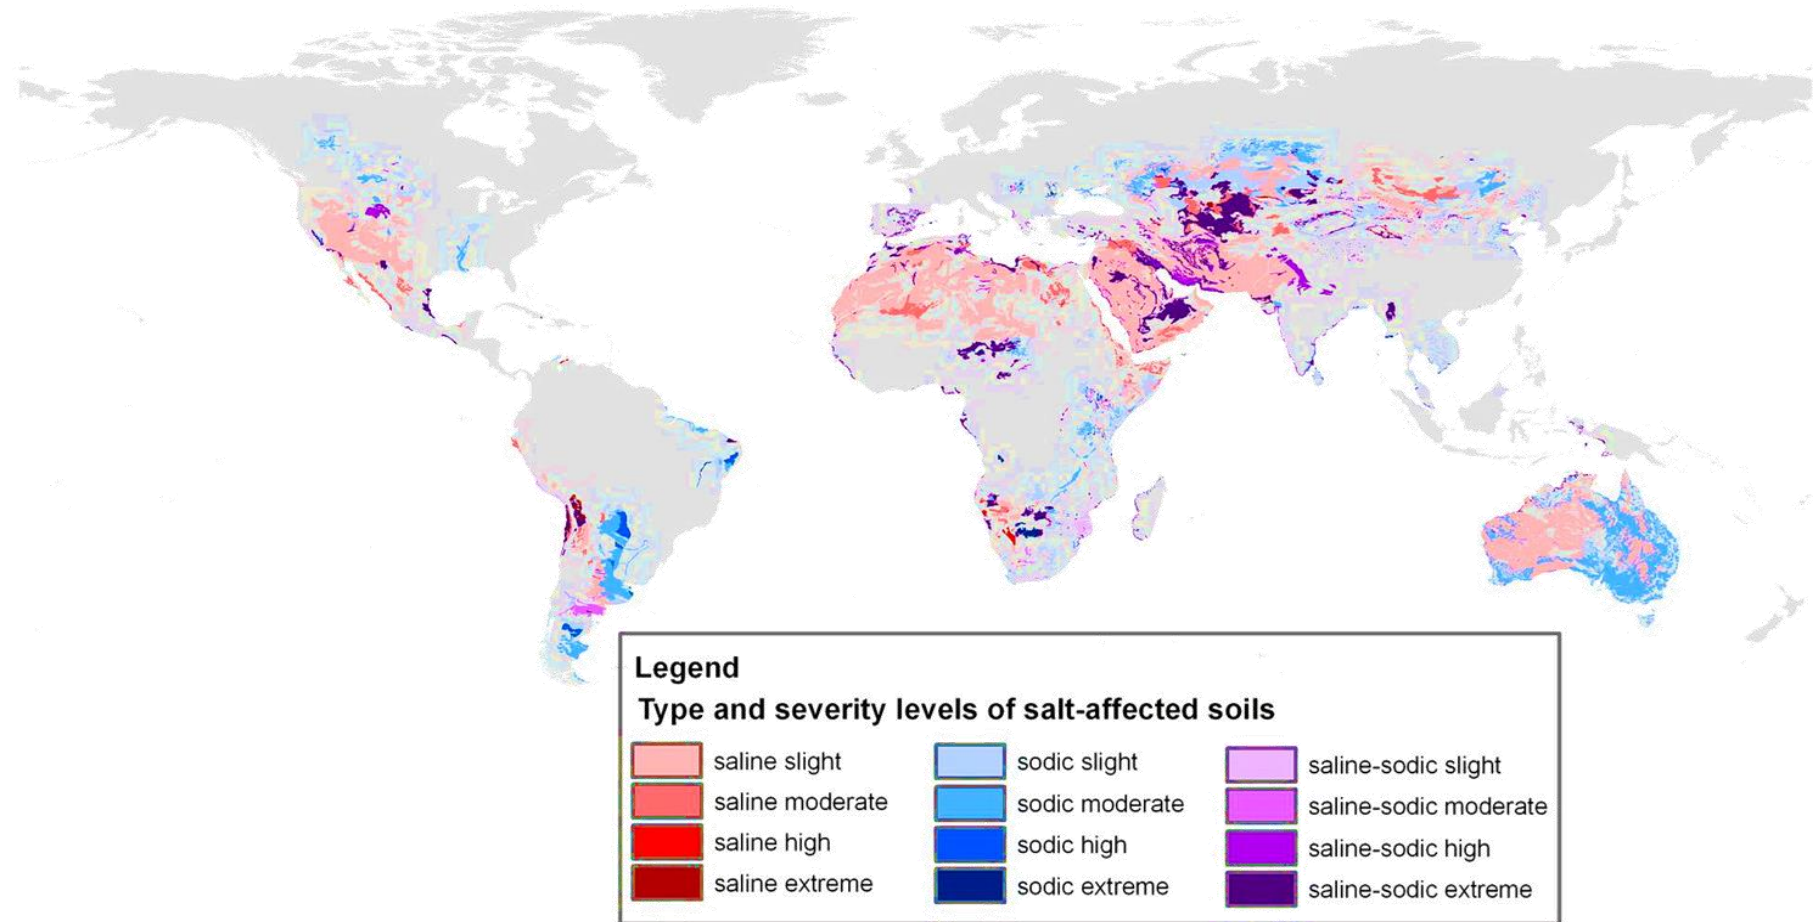 Legend
Type and severity levels of salt-affected soils
saline slight
saline moderate
saline high
saline extreme
sodic slight
sodic moderate
sodic high
sodic extreme
saline-sodic slight
saline-sodic moderate
saline-sodic high
saline-sodic extreme